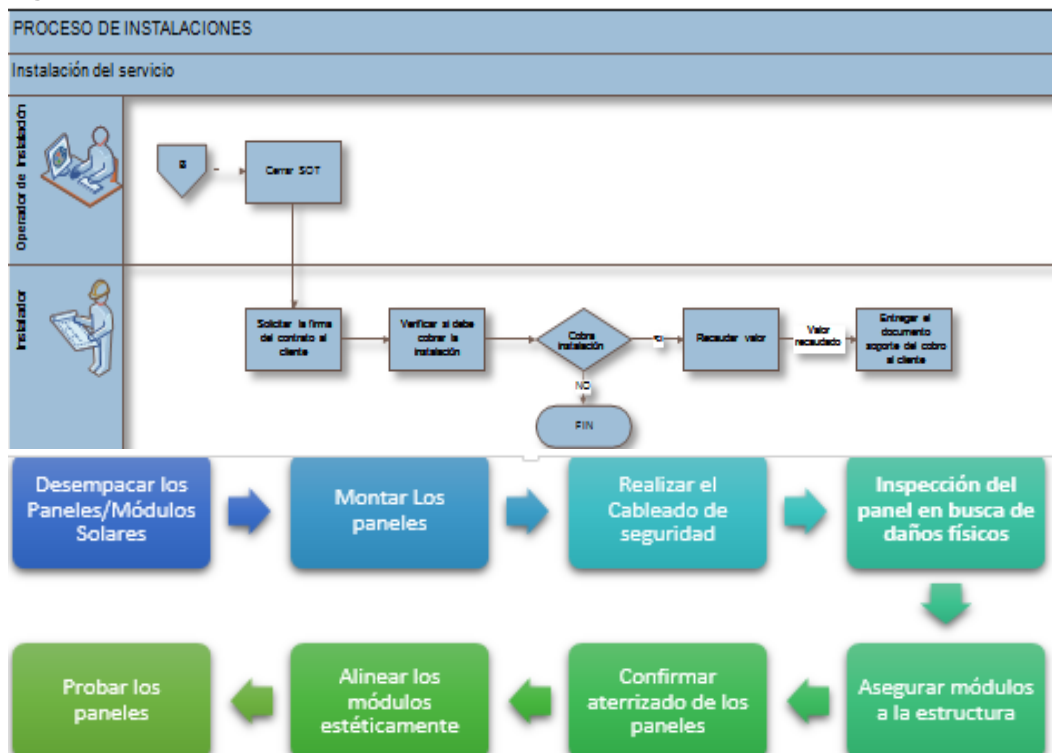 PROCESO DE INSTALACIONES
Instalación del servicio
Operador de Instalación
Cerrar SOT
Instalador
Solicitar la firma
del contrato al
cliente
Verificar si debe
cobrar la
instalación
Cobra
instalación
NO
FIN
Recaudar valor
Valor
recaudado
Entregar el
documento
soporte del cobro
al cliente
Desempacar los
Paneles/Módulos
Solares
Montar Los
paneles
Realizar el
Cableado de
seguridad
Inspección del
panel en busca de
daños físicos
Probar los
paneles
Alinear los
módulos
estéticamente
Confirmar
aterrizado de los
paneles
Asegurar módulos
a la estructura